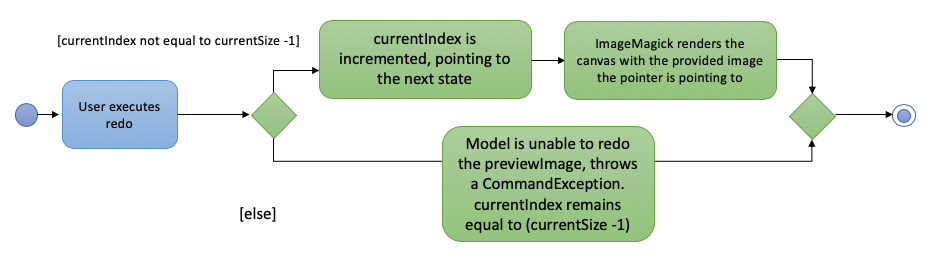 [currentIndex not equal to currentSize -1]
currentIndex is
incremented, pointing to
the next state
ImageMagick renders the
canvas with the provided image
the pointer is pointing to
User executes
redo
Model is unable to redo
the previewImage, throws
a CommandException.
currentIndex remains
equal to (currentSize -1)
[else]